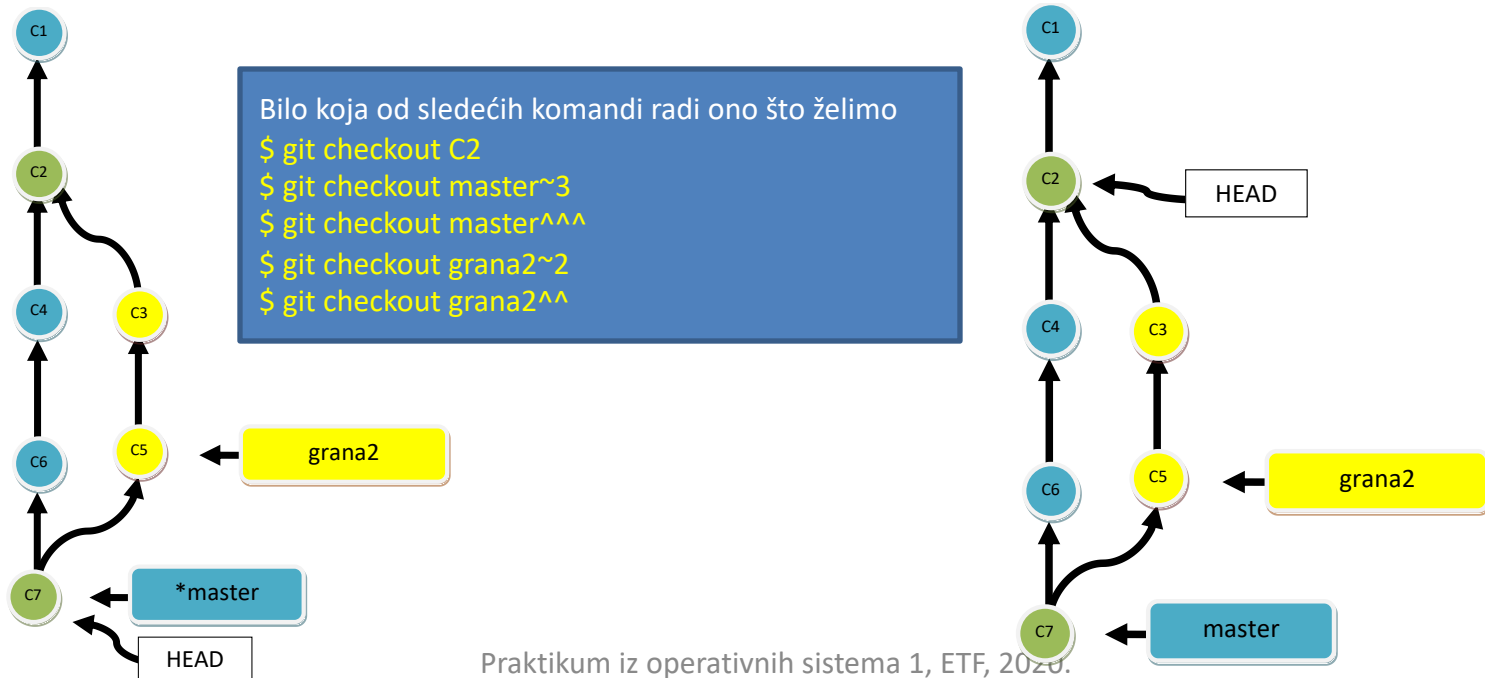 C1
C2
C4
C3
C6
C5
grana2
C7
*master
HEAD
Bilo koja od sledećih komandi radi ono što želimo
$ git checkout C2
$ git checkout master~3
$ git checkout master^^^
$ git checkout grana2~2
$ git checkout grana2^^
C1
C2
HEAD
C4
C3
C6
C5
grana2
C7
master
Praktikum iz operativnih sistema 1, ETF, 2020.